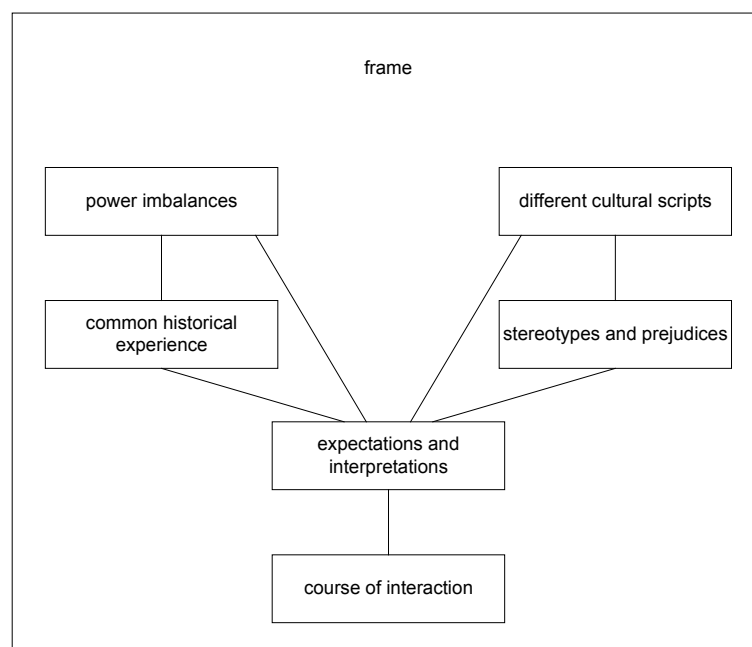 frame
power imbalances
different cultural scripts
common historical
experience
stereotypes and prejudices
expectations and
interpretations
course of interaction